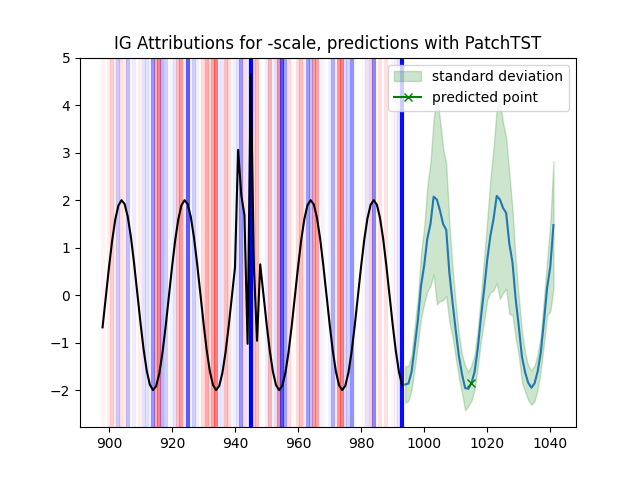 IG Attributions for -scale, predictions with PatchTST
standard deviation
predicted point
5
4
3
2
1
0
−1
−2
900 920 940 960 980 1000 1020 1040